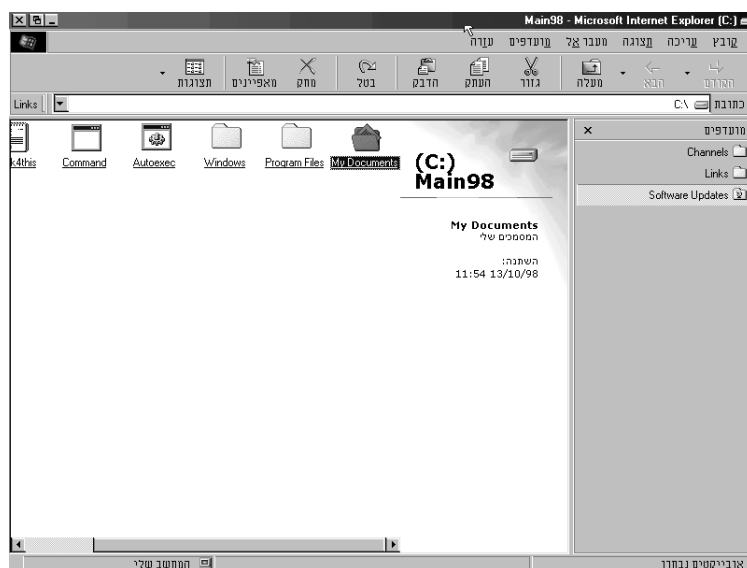 Main98 - Microsoft Internet Explorer (C:)
קובץ עריכה תצוגה מעבר אל מועדפים עזרה
הקודם הבא מעלה גזור העתק הדבק בטל מחק מאפיינים תצוגות
כתובת C:\ Links
מועדפים
Channels
Links
Software Updates
(C:)
Main98
My Documents
המסמכים שלי
השתנה:
11:54 13/10/98
My Documents Program Files Windows Autoexec Command k4this
אובייקטים נבחרו המחשב שלי